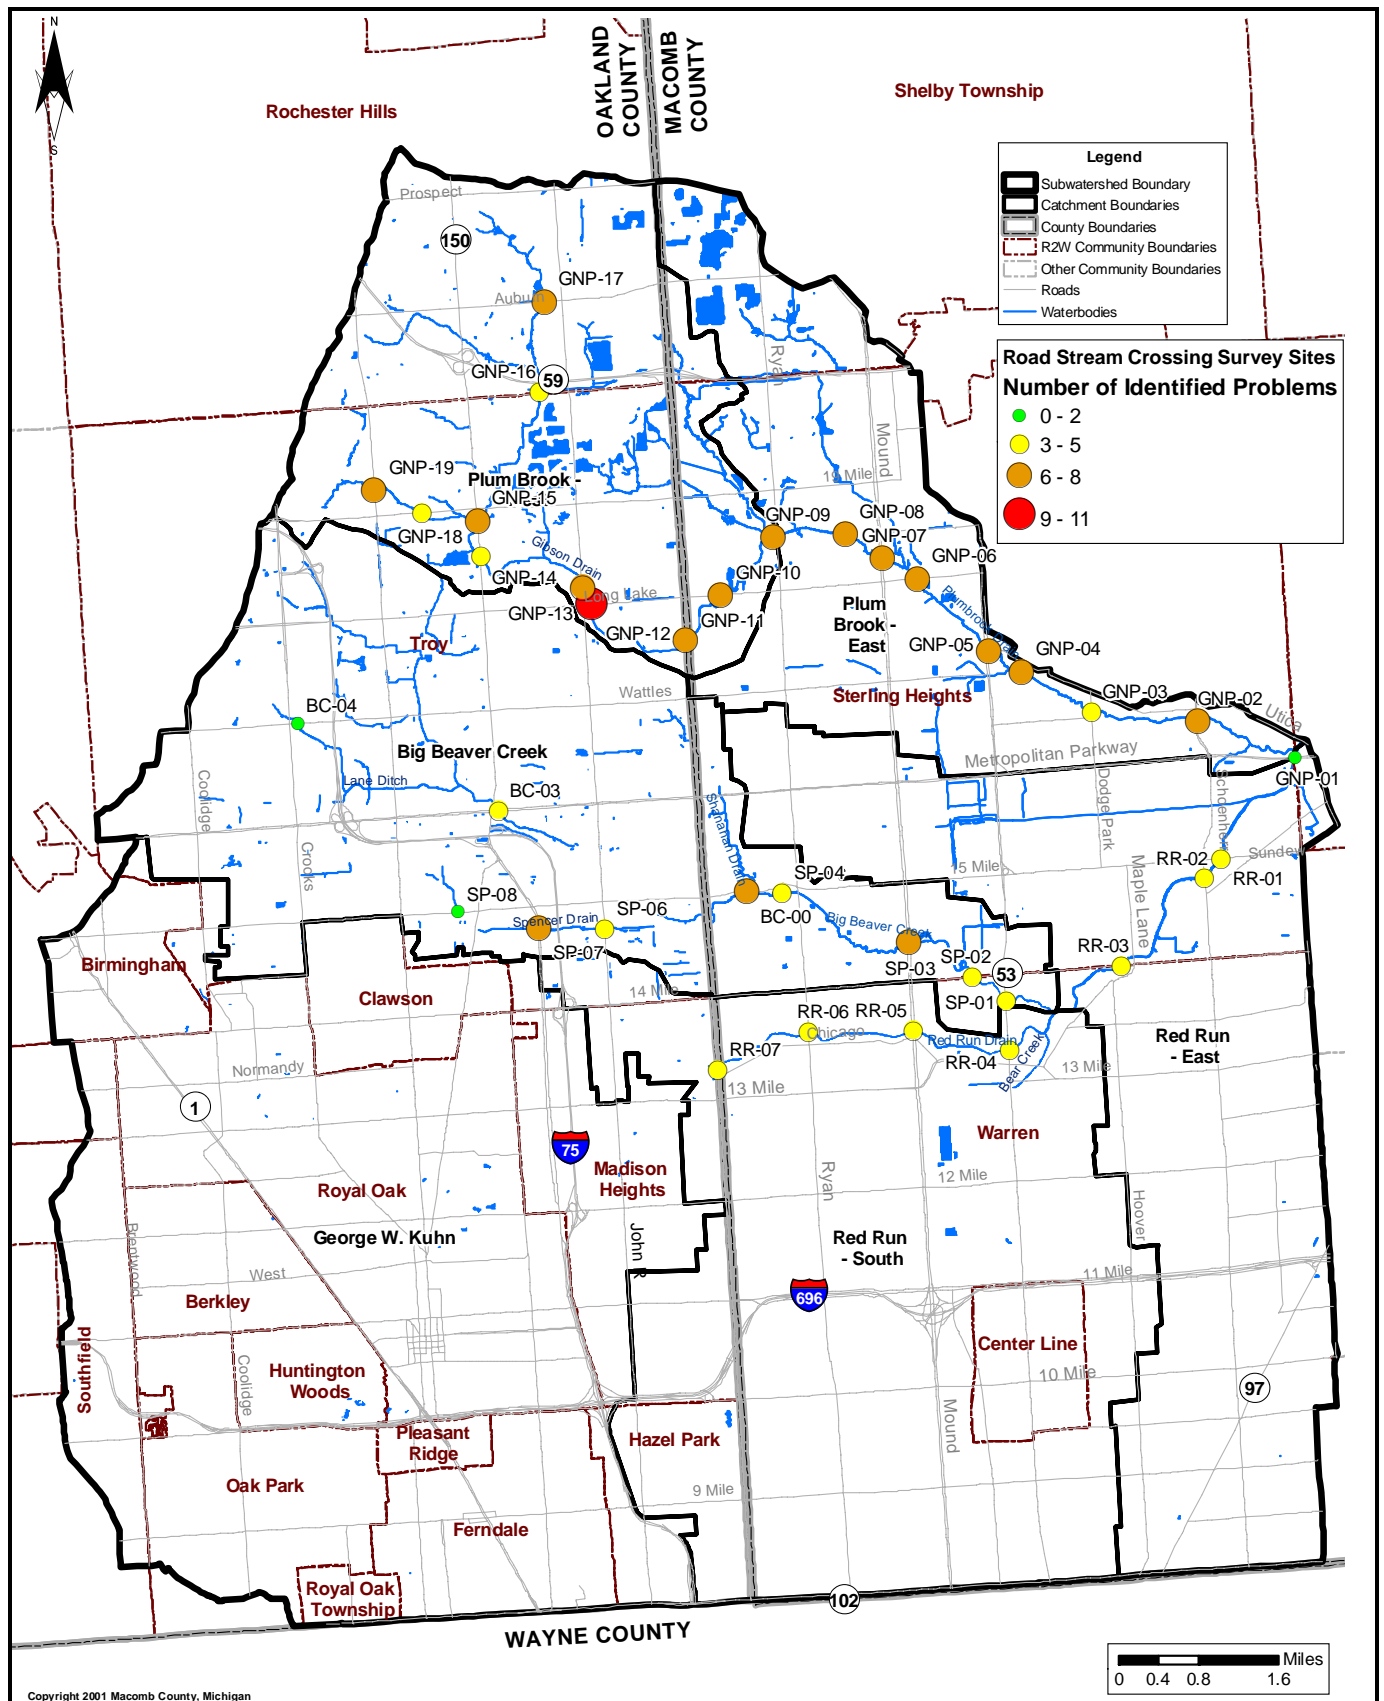 N
S
OAKLAND
COUNTY
MACOMB
COUNTY
Rochester Hills
Shelby Township
Legend
Subwatershed Boundary
Catchment Boundaries
County Boundaries
R2W Community Boundaries
Other Community Boundaries
Roads
Waterbodies
Road Stream Crossing Survey Sites
Number of Identified Problems
0 - 2
3 - 5
6 - 8
9 - 11
Prospect
150
GNP-17
Auburn
GNP-16
59
Ryan
Mound
19 Mile
GNP-19
Plum Brook -
GNP-15
GNP-18
GNP-14
Gibson Drain
Long Lake
GNP-13
GNP-12
GNP-11
GNP-10
GNP-09
GNP-08
GNP-07
GNP-06
Plum
Brook -
East
Plumbrook Drain
GNP-05
GNP-04
GNP-03
GNP-02
Utica
GNP-01
Troy
Wattles
Sterling Heights
BC-04
Big Beaver Creek
Metropolitan Parkway
Coolidge
Lane Ditch
BC-03
Crooks
Shanahan Drain
Dodge Park
Schoenherr
15 Mile
Maple Lane
RR-02
RR-01
SP-08
Spencer Drain
SP-06
SP-07
SP-04
BC-00
Big Beaver Creek
SP-03
SP-02
53
SP-01
RR-03
Birmingham
Clawson
14 Mile
RR-06
RR-05
Chicago
RR-07
Red Run Drain
RR-04
Bear Creek
13 Mile
13 Mile
Red Run
- East
Normandy
1
75
Madison
Heights
Warren
12 Mile
Royal Oak
George W. Kuhn
John R
Ryan
Hoover
Red Run
- South
Brentwood
West
11 Mile
Berkley
696
Southfield
Coolidge
Huntington
Woods
Center Line
10 Mile
97
Mound
Pleasant
Ridge
Hazel Park
Oak Park
9 Mile
Ferndale
Royal Oak
Township
102
WAYNE COUNTY
Miles
0 0.4 0.8 1.6
Copyright 2001 Macomb County, Michigan